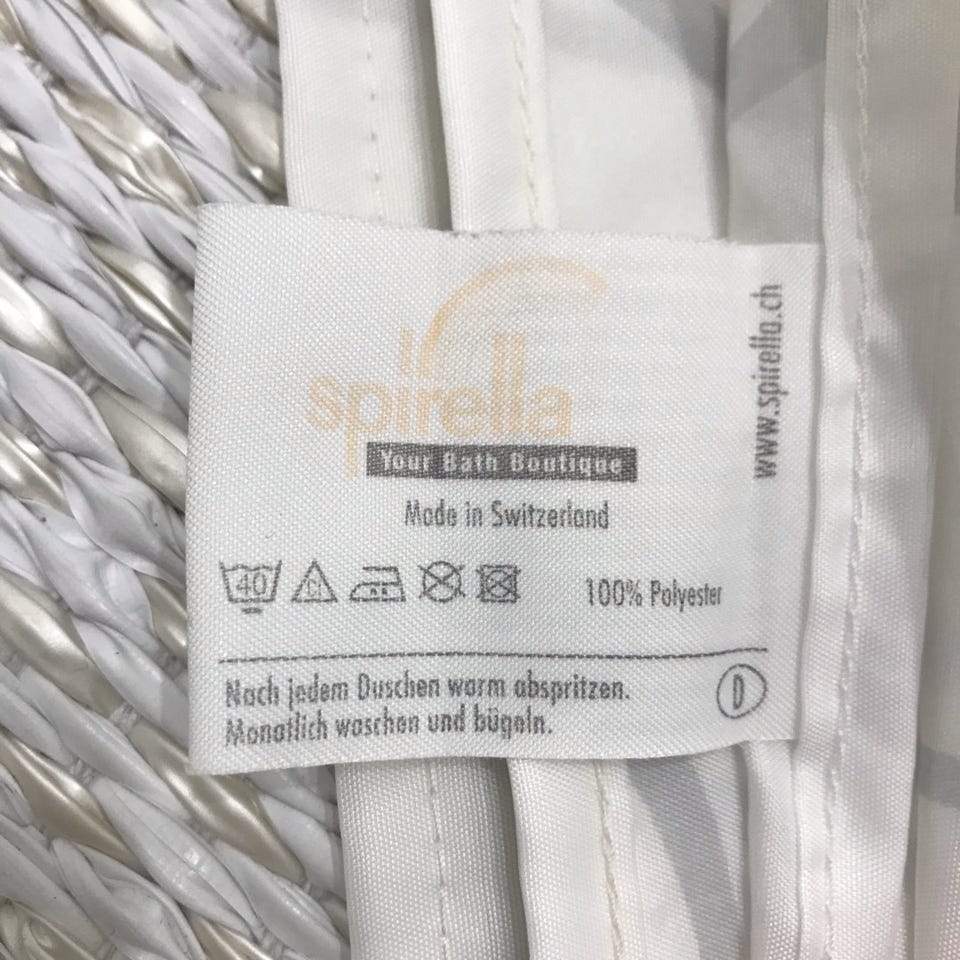 spirella
Your Bath Boutique
Made in Switzerland
www.spirella.ch
40 Cl
100% Polyester
Nach jedem Duschen warm abspritzen.
Monatlich waschen und bügeln.
D